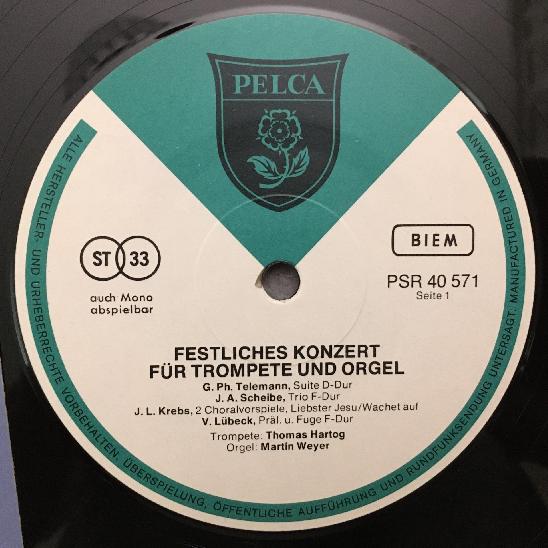 PELCA
ST 33
auch Mono
abspielbar
BIEM
PSR 40 571
Seite 1
FESTLICHES KONZERT
FÜR TROMPETE UND ORGEL
G. Ph. Telemann, Suite D-Dur
J. A. Scheibe, Trio F-Dur
J. L. Krebs, 2 Choralvorspiele, Liebster Jesu/Wachet auf
V. Lübeck, Präl. u. Fuge F-Dur
Trompete: Thomas Hartog
Orgel: Martin Weyer
ALLE HERSTELLER- UND URHEBERRECHTE VORBEHALTEN. ÜBERSPIELUNG, ÖFFENTLICHE AUFFÜHRUNG UND RUNDFUNKSENDUNG UNTERSAGT. MANUFACTURED IN GERMANY